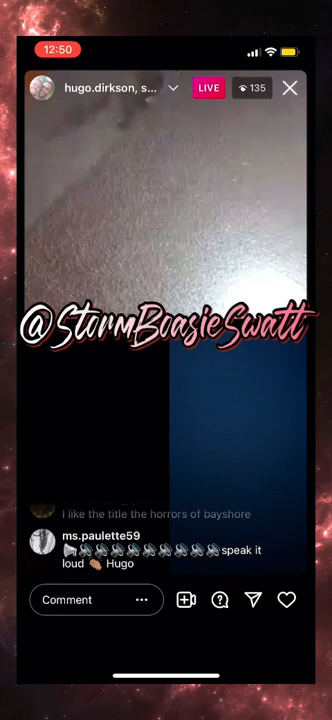 12:50
hugo.dirkson, s...
LIVE
135
@StormBoasieSwatt
I like the title the horrors of bayshore
ms.paulette59
speak it
loud 👏🏽 Hugo
Comment